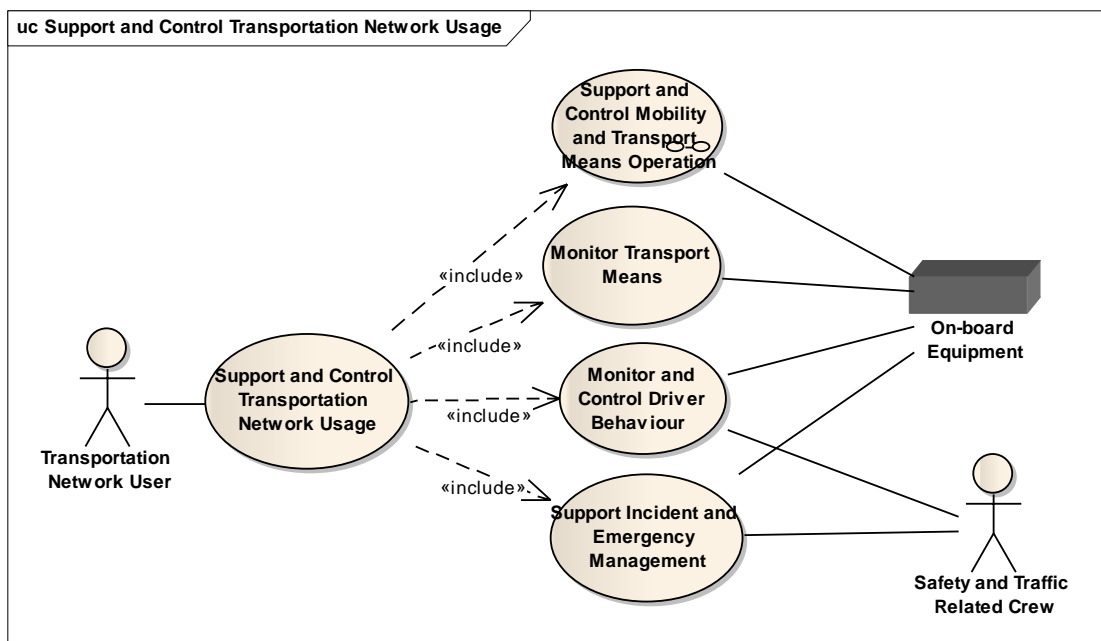 uc Support and Control Transportation Network Usage
Support and
Control Mobility
and Transport
Means Operation
«include»
Monitor Transport
Means
«include»
On-board
Equipment
Support and Control
Transportation
Network Usage
Monitor and
Control Driver
Behaviour
«include»
Transportation
Network User
«include»
Support Incident and
Emergency
Management
Safety and Traffic
Related Crew